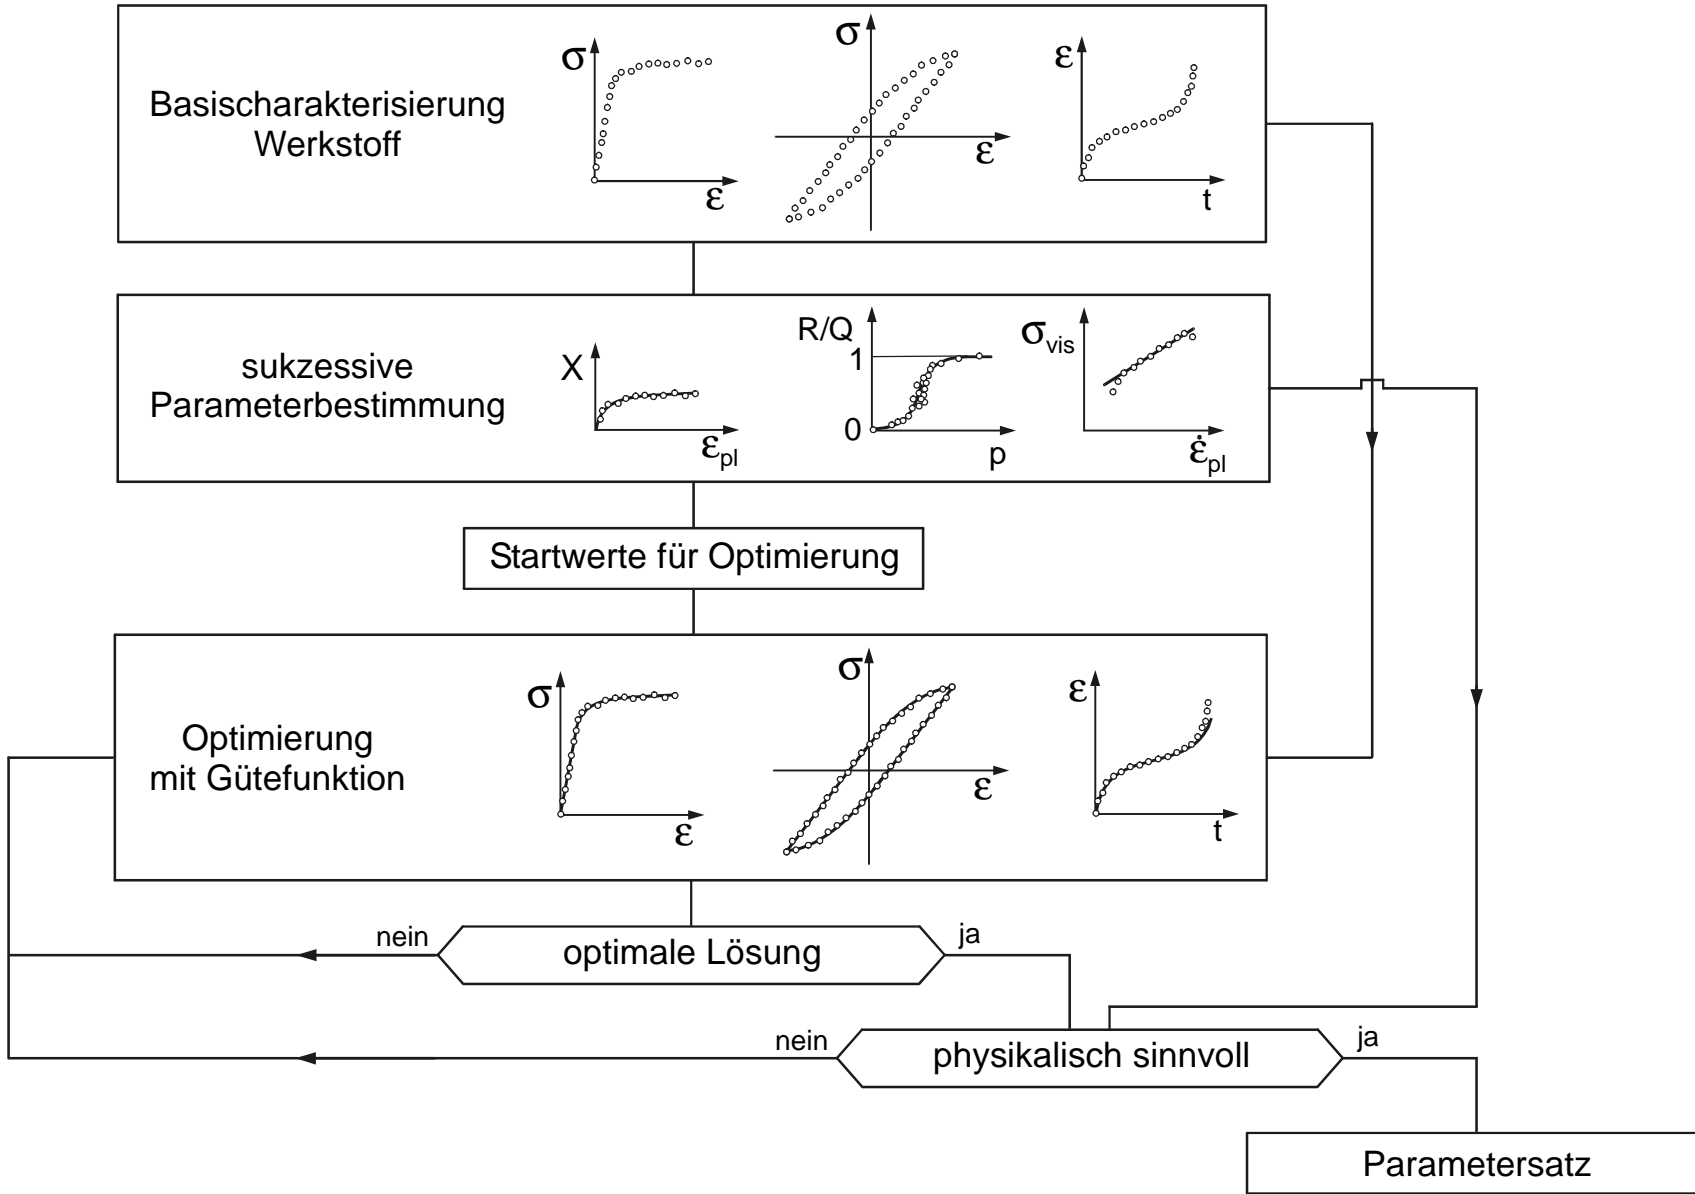 Basischarakterisierung
Werkstoff
σ
ε
σ
ε
ε
t
sukzessive
Parameterbestimmung
X
ε_pl
R/Q
1
0
p
σ_vis
ε̇_pl
Startwerte für Optimierung
Optimierung
mit Gütefunktion
σ
ε
σ
ε
ε
t
nein
optimale Lösung
ja
nein
physikalisch sinnvoll
ja
Parametersatz